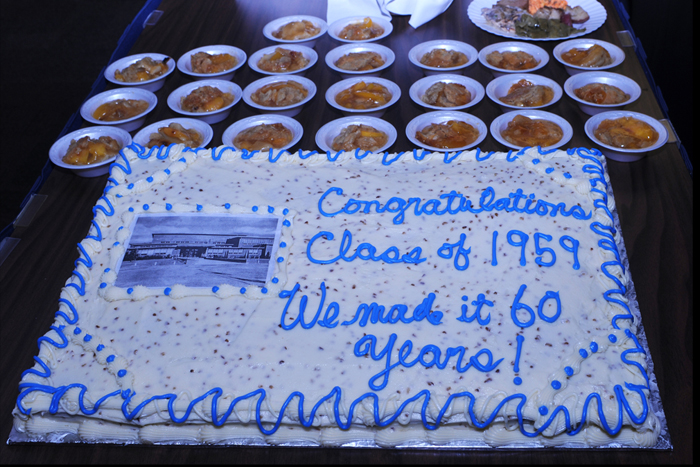 Congratulations
Class of 1959
We made it 60
years!